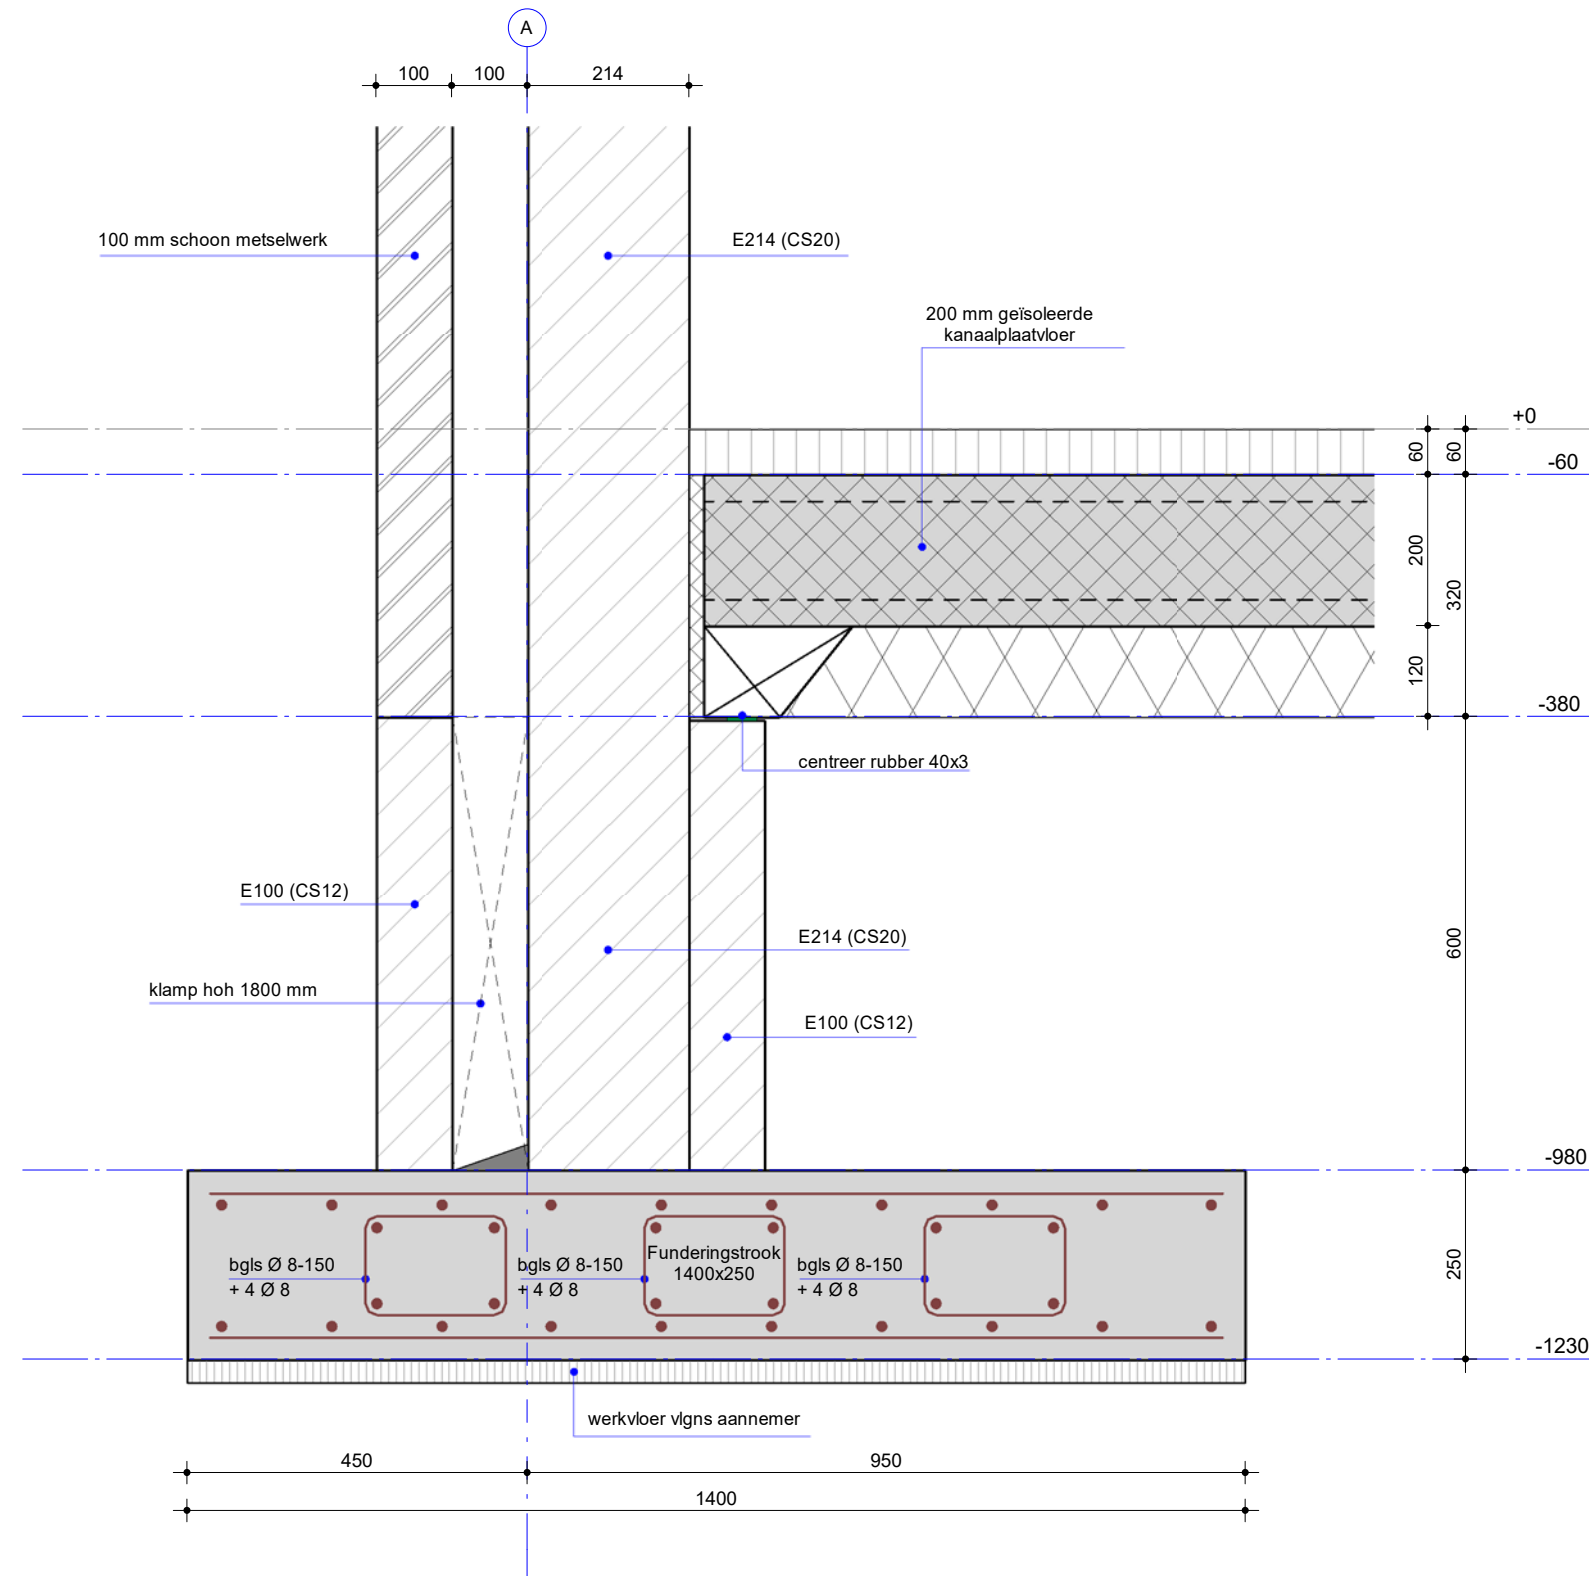 A
100
100
214
100 mm schoon metselwerk
E214 (CS20)
200 mm geïsoleerde
kanaalplaatvloer
+0
60
60
-60
200
320
120
-380
centreer rubber 40x3
E100 (CS12)
E214 (CS20)
600
klamp hoh 1800 mm
E100 (CS12)
-980
bgls Ø 8-150
+ 4 Ø 8
bgls Ø 8-150
+ 4 Ø 8
Funderingstrook
1400x250
bgls Ø 8-150
+ 4 Ø 8
250
-1230
werkvloer vlgns aannemer
450
950
1400